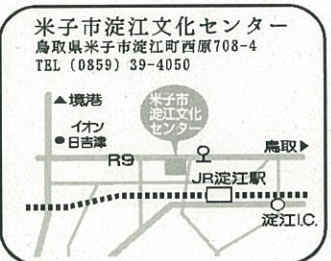 米子市淀江文化センター
鳥取県米子市淀江町西原708-4
TEL (0859) 39-4050
▲境港
イオン
●日吉津
米子市
淀江文化
センター
R9
鳥取▶
JR淀江駅
淀江I.C.